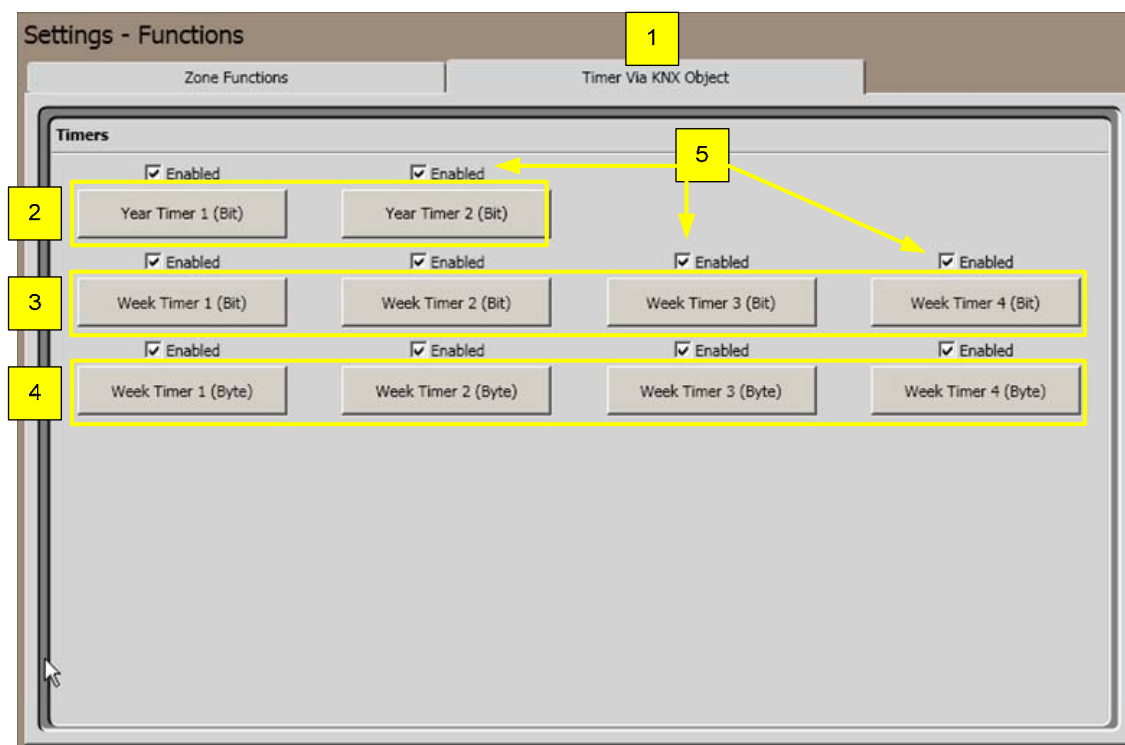 Settings - Functions
1
Zone Functions
Timer Via KNX Object
Timers
5
Enabled Enabled
2
Year Timer 1 (Bit) Year Timer 2 (Bit)
Enabled Enabled Enabled Enabled
3
Week Timer 1 (Bit) Week Timer 2 (Bit) Week Timer 3 (Bit) Week Timer 4 (Bit)
Enabled Enabled Enabled Enabled
4
Week Timer 1 (Byte) Week Timer 2 (Byte) Week Timer 3 (Byte) Week Timer 4 (Byte)